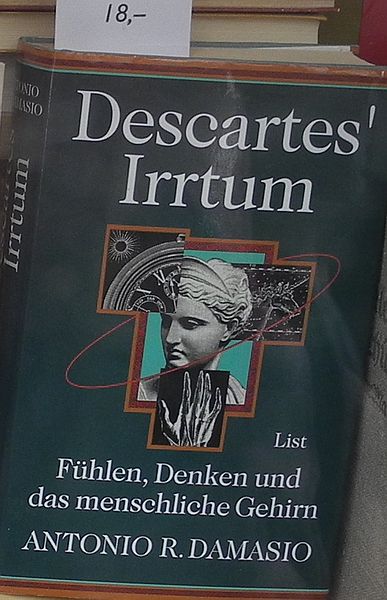 18,-
Descartes'
Irrtum
List
Fühlen, Denken und
das menschliche Gehirn
ANTONIO R. DAMASIO
Irrtum